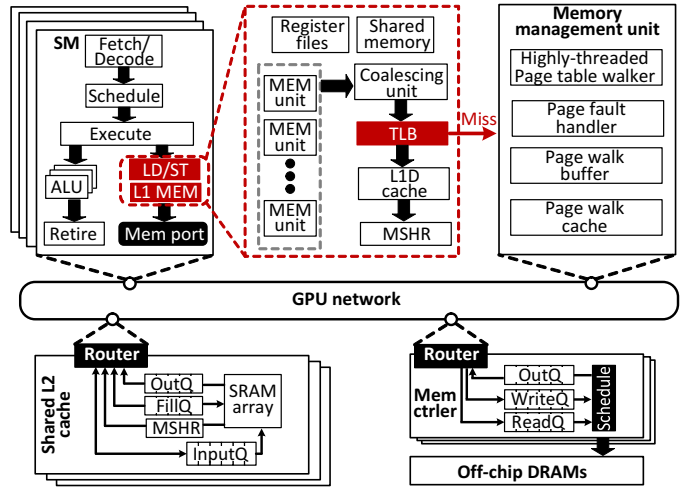 SM
Fetch/
Decode
Schedule
Execute
ALU
Retire
LD/ST
L1 MEM
Mem port
Register
files
Shared
memory
MEM
unit
MEM
unit
MEM
unit
Coalescing
unit
TLB
Miss
L1D
cache
MSHR
Memory
management unit
Highly-threaded
Page table walker
Page fault
handler
Page walk
buffer
Page walk
cache
GPU network
Router
Shared L2
cache
OutQ
FillQ
MSHR
InputQ
SRAM
array
Router
Mem
ctrler
OutQ
WriteQ
ReadQ
Schedule
Off-chip DRAMs